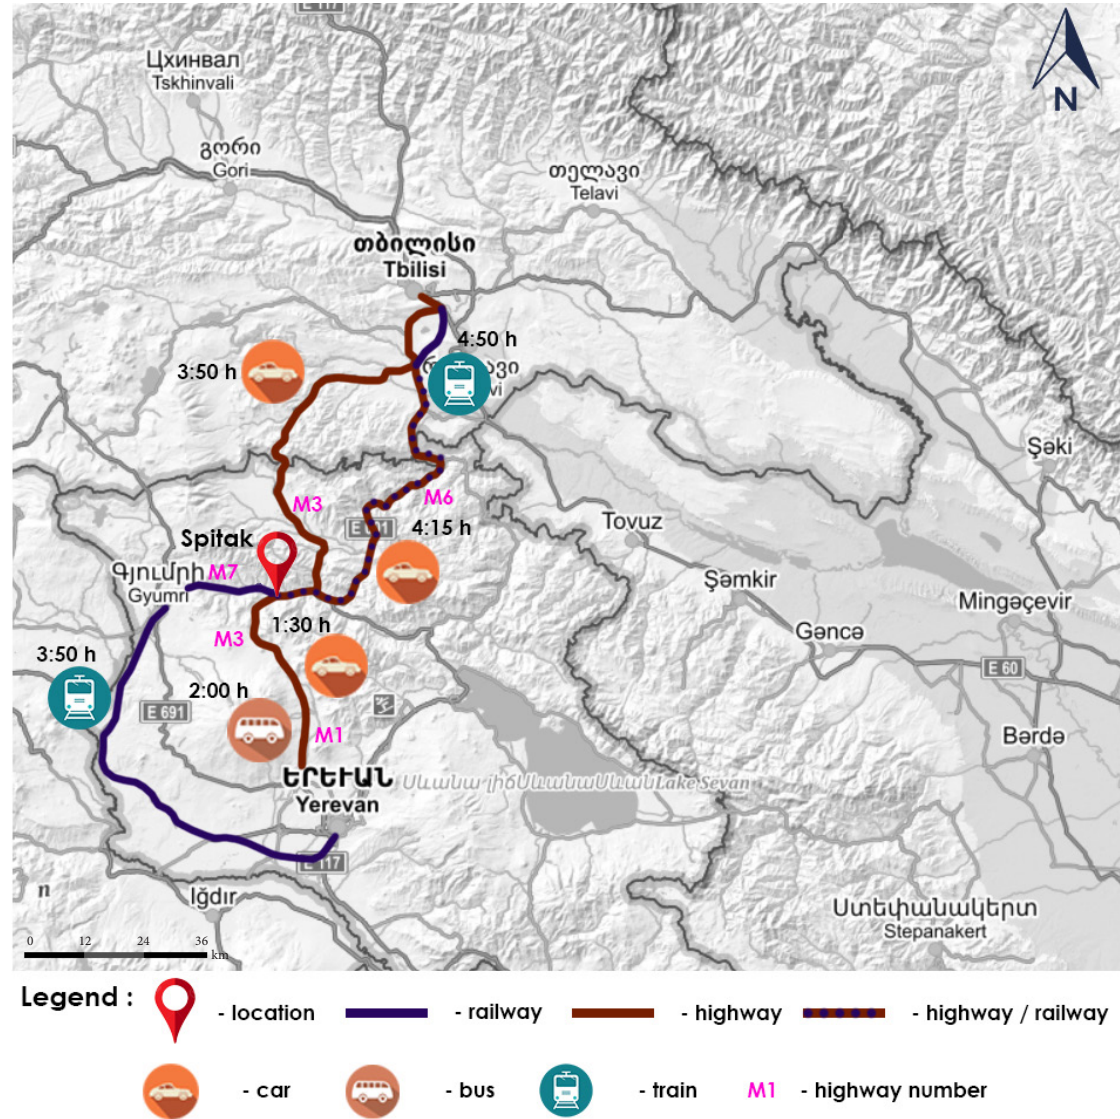 E 117
Цхинвал
Tskhinvali
გორი
Gori
თელავი
Telavi
N
თბილისი
Tbilisi
4:50 h
3:50 h
Şəki
M3
M6
E
4:15 h
Tovuz
Spitak
M7
Գյումրի
Gyumri
Şəmkir
Mingəçevir
M3
1:30 h
Gəncə
3:50 h
2:00 h
E 60
E 691
M1
Bərdə
ԵՐԵՒԱՆ
Yerevan
Lake Sevan
E 117
Iğdır
Ստեփանակերտ
Stepanakert
0 12 24 36
km
Legend : - location - railway - highway - highway / railway
- car - bus - train M1 - highway number